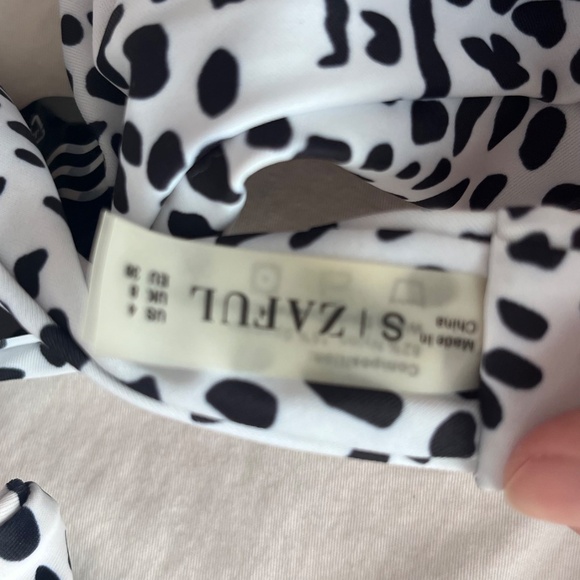 Made in
China
S | ZAFUL
US 4
UK 8
EU 36
Composition